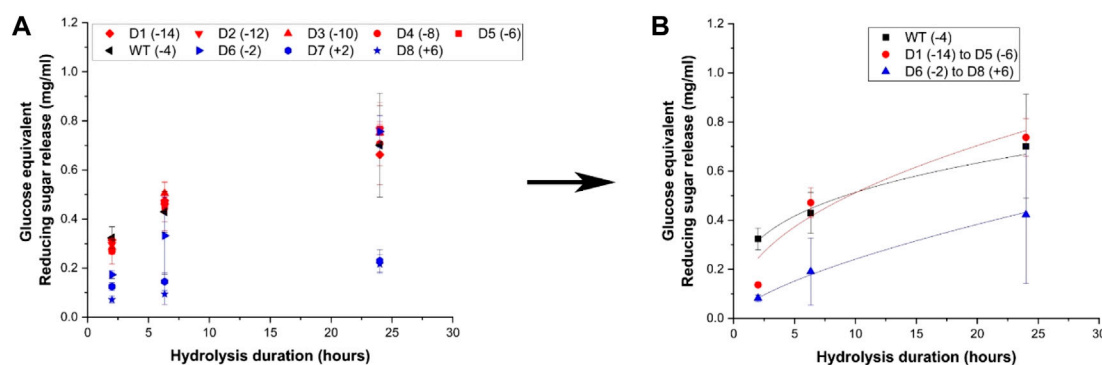 A
D1 (-14) D2 (-12) D3 (-10) D4 (-8) D5 (-6)
WT (-4) D6 (-2) D7 (+2) D8 (+6)
1.2
1.0
0.8
0.6
0.4
0.2
0.0
Glucose equivalent
Reducing sugar release (mg/ml)
0 5 10 15 20 25 30
Hydrolysis duration (hours)
B
WT (-4)
D1 (-14) to D5 (-6)
D6 (-2) to D8 (+6)
1.2
1.0
0.8
0.6
0.4
0.2
0.0
Glucose equivalent
Reducing sugar release (mg/ml)
0 5 10 15 20 25 30
Hydrolysis duration (hours)